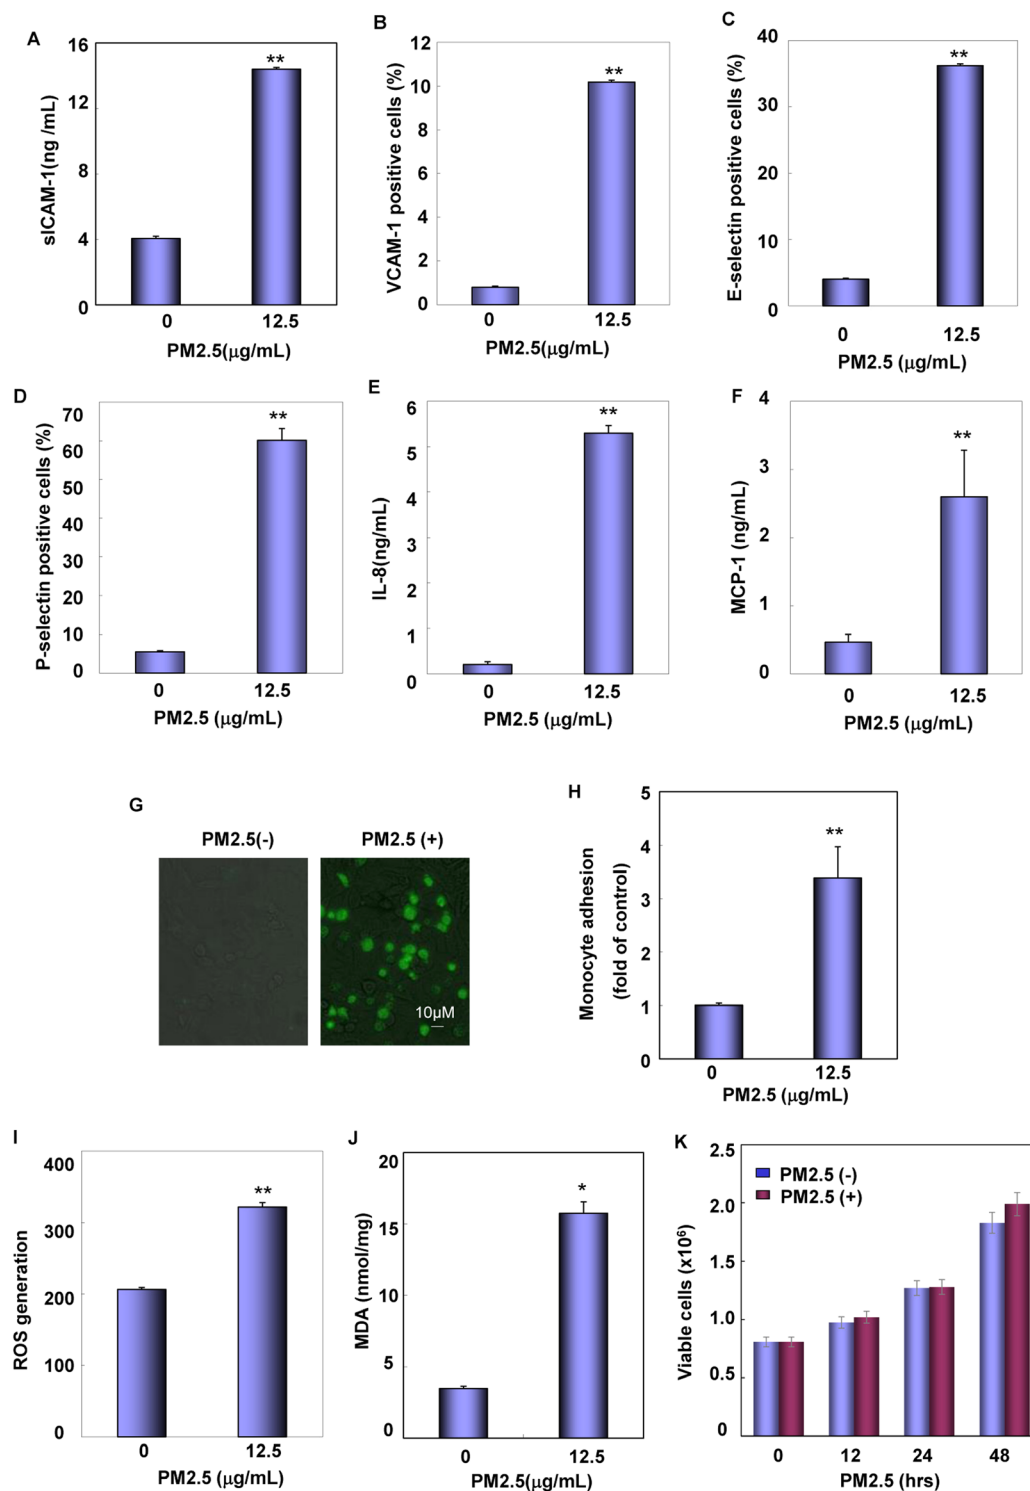 A
sICAM-1(ng /mL)
16
12
8
4
0
**
0 12.5
PM2.5(μg/mL)
B
VCAM-1 positive cells (%)
12
10
8
6
4
2
0
**
0 12.5
PM2.5(μg/mL)
C
E-selectin positive cells (%)
40
30
20
10
0
**
0 12.5
PM2.5 (μg/mL)
D
P-selectin positive cells (%)
70
60
50
40
30
20
10
0
**
0 12.5
PM2.5 (μg/mL)
E
IL-8(ng/mL)
6
5
4
3
2
1
0
**
0 12.5
PM2.5 (μg/mL)
F
MCP-1 (ng/mL)
4
3
2
1
0
**
0 12.5
PM2.5 (μg/mL)
G
PM2.5(-) PM2.5 (+)
10μM
H
Monocyte adhesion
(fold of control)
5
4
3
2
1
0
**
0 12.5
PM2.5 (μg/mL)
I
ROS generation
400
300
200
100
0
**
0 12.5
PM2.5 (μg/mL)
J
MDA (nmol/mg)
20
15
10
5
0
*
0 12.5
PM2.5(μg/mL)
K
Viable cells (x10⁶)
2.5
2.0
1.5
1.0
0
PM2.5 (-)
PM2.5 (+)
0 12 24 48
PM2.5 (hrs)